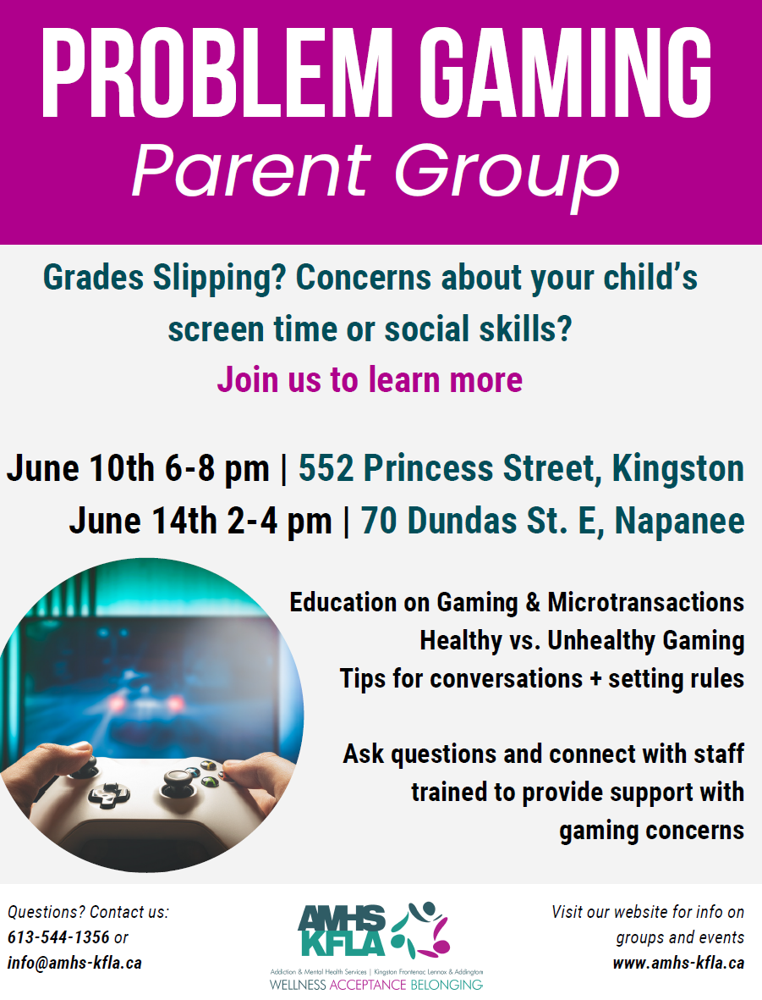 PROBLEM GAMING
Parent Group
Grades Slipping? Concerns about your child’s
screen time or social skills?
Join us to learn more
June 10th 6-8 pm | 552 Princess Street, Kingston
June 14th 2-4 pm | 70 Dundas St. E, Napanee
Education on Gaming & Microtransactions
Healthy vs. Unhealthy Gaming
Tips for conversations + setting rules
Ask questions and connect with staff
trained to provide support with
gaming concerns
Questions? Contact us:
613-544-1356 or
info@amhs-kfla.ca
AMHS
KFLA
Addiction & Mental Health Services | Kingston Frontenac Lennox & Addington
WELLNESS ACCEPTANCE BELONGING
Visit our website for info on
groups and events
www.amhs-kfla.ca